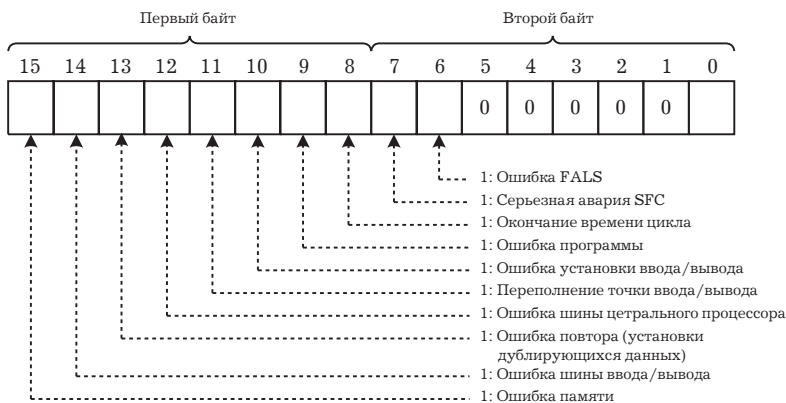 Первый байт Второй байт
15 14 13 12 11 10 9 8 7 6 5 4 3 2 1 0
0 0 0 0 0
1: Ошибка FALS
1: Серьезная авария SFC
1: Окончание времени цикла
1: Ошибка программы
1: Ошибка установки ввода/вывода
1: Переполнение точки ввода/вывода
1: Ошибка шины цетрального процессора
1: Ошибка повтора (установки
дублирующихся данных)
1: Ошибка шины ввода/вывода
1: Ошибка памяти